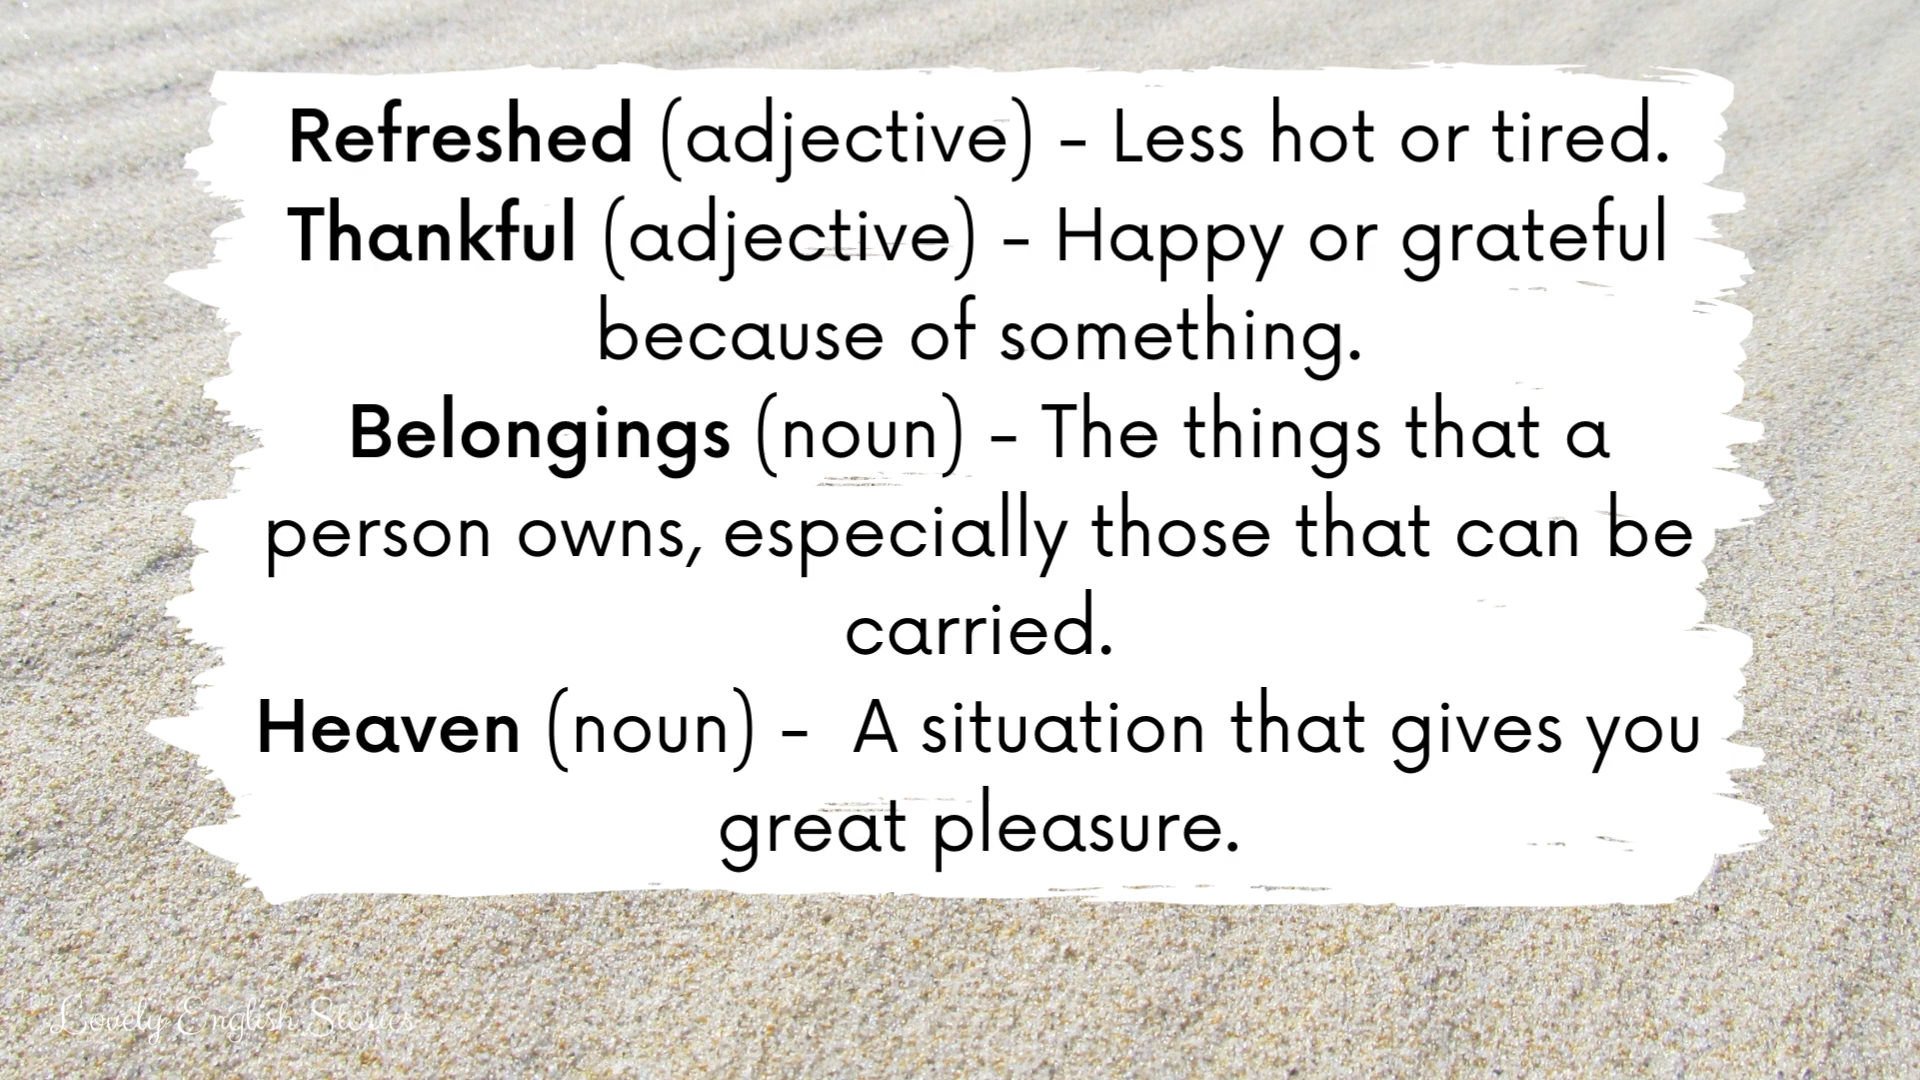 Refreshed (adjective) - Less hot or tired.
Thankful (adjective) - Happy or grateful
because of something.
Belongings (noun) - The things that a
person owns, especially those that can be
carried.
Heaven (noun) - A situation that gives you
great pleasure.
Lovely English Stories